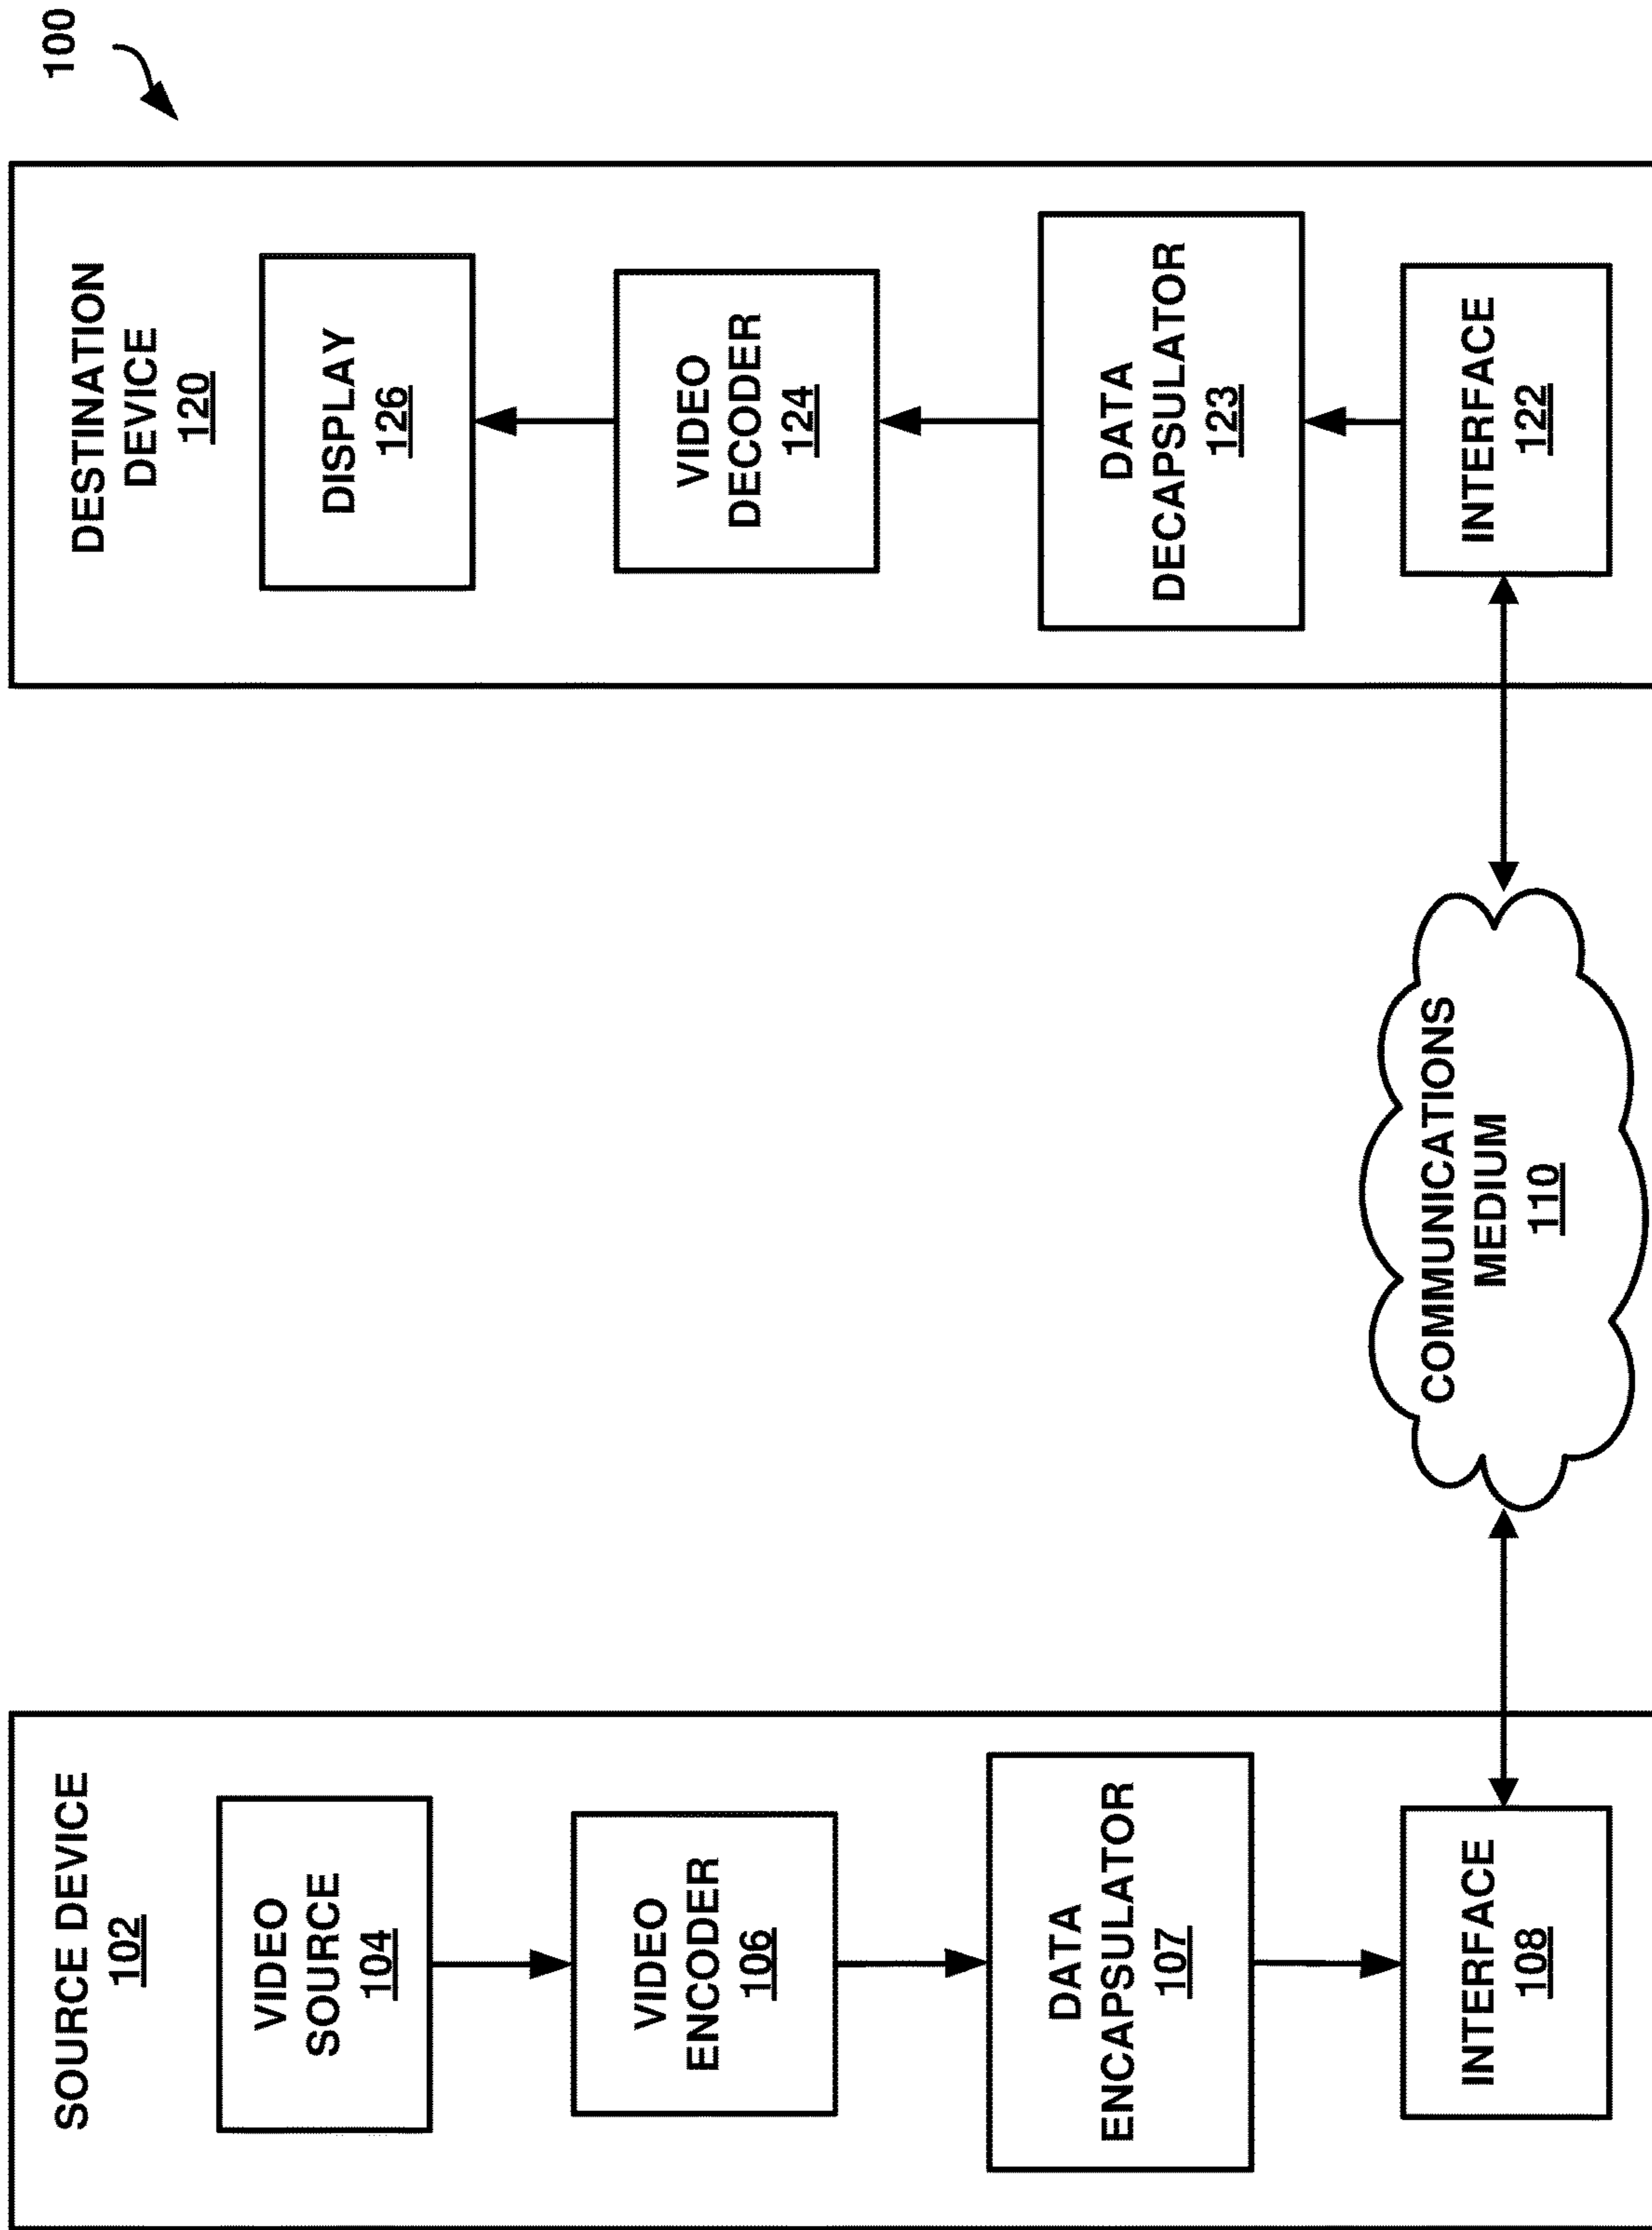 100
SOURCE DEVICE
102
VIDEO
SOURCE
104
VIDEO
ENCODER
106
DATA
ENCAPSULATOR
107
INTERFACE
108
COMMUNICATIONS
MEDIUM
110
DESTINATION
DEVICE
120
DISPLAY
126
VIDEO
DECODER
124
DATA
DECAPSULATOR
123
INTERFACE
122